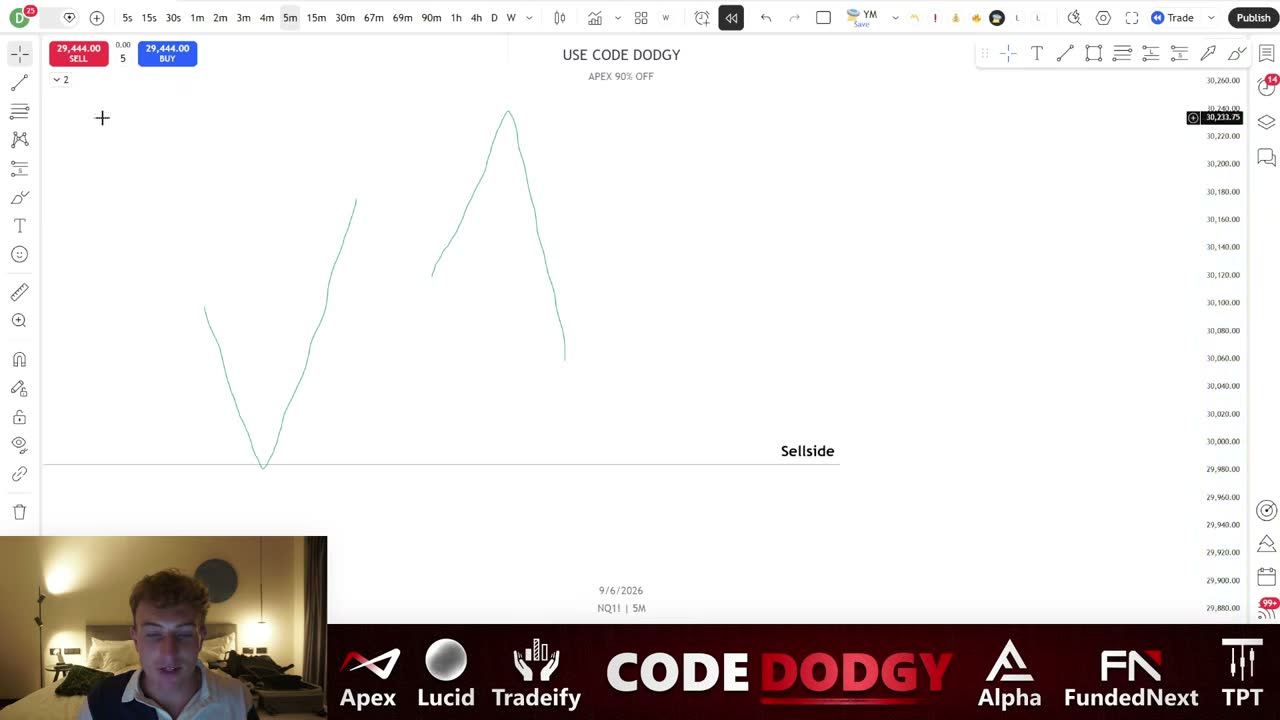 D 25
5s 15s 30s 1m 2m 3m 4m 5m 15m 30m 67m 69m 90m 1h 4h D W
W
YM
Save
L L
Trade
Publish
29,444.00
SELL
0.00
5
29,444.00
BUY
2
USE CODE DODGY
APEX 90% OFF
14
30,260.00
30,240.00
30,233.75
30,220.00
30,200.00
30,180.00
30,160.00
30,140.00
30,120.00
30,100.00
30,080.00
30,060.00
30,040.00
30,020.00
30,000.00
29,980.00
29,960.00
29,940.00
29,920.00
29,900.00
29,880.00
Sellside
9/6/2026
NQ1! | 5M
99+
Apex
Lucid
Tradeify
CODE DODGY
Alpha
FundedNext
TPT